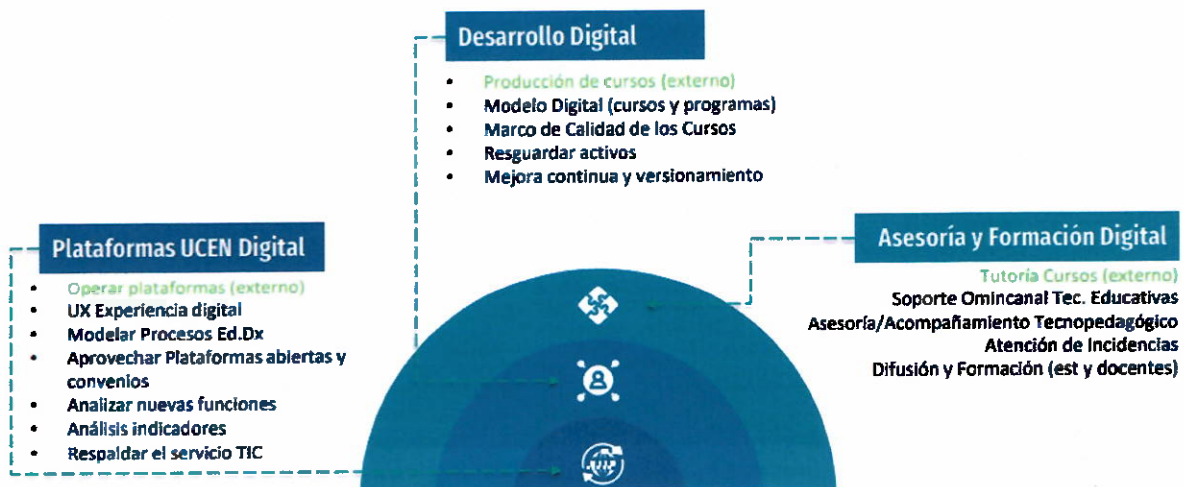 Desarrollo Digital
• Producción de cursos (externo)
• Modelo Digital (cursos y programas)
• Marco de Calidad de los Cursos
• Resguardar activos
• Mejora continua y versionamiento
Plataformas UCEN Digital
• Operar plataformas (externo)
• UX Experiencia digital
• Modelar Procesos Ed.Dx
• Aprovechar Plataformas abiertas y
convenios
• Analizar nuevas funciones
• Análisis indicadores
• Respaldar el servicio TIC
Asesoría y Formación Digital
Tutoría Cursos (externo)
Soporte Omincanal Tec. Educativas
Asesoría/Acompañamiento Tecnopedagógico
Atención de Incidencias
Difusión y Formación (est y docentes)